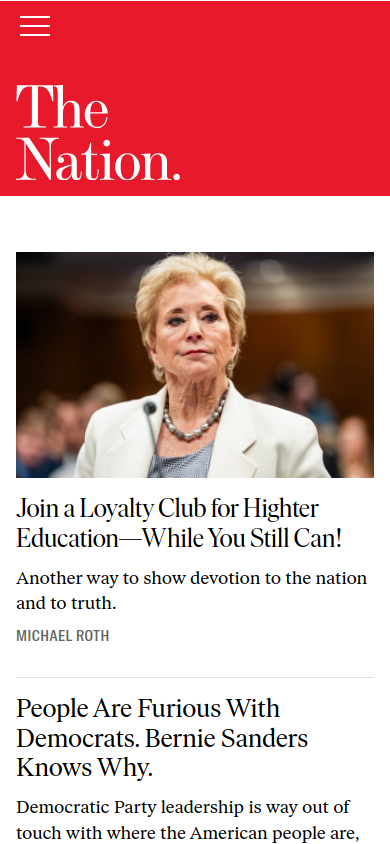 The
Nation.
Join a Loyalty Club for Highter
Education—While You Still Can!
Another way to show devotion to the nation
and to truth.
MICHAEL ROTH
People Are Furious With
Democrats. Bernie Sanders
Knows Why.
Democratic Party leadership is way out of
touch with where the American people are,